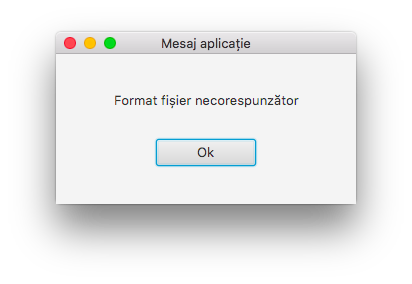 Mesaj aplicație
Format fișier necorespunzător
Ok